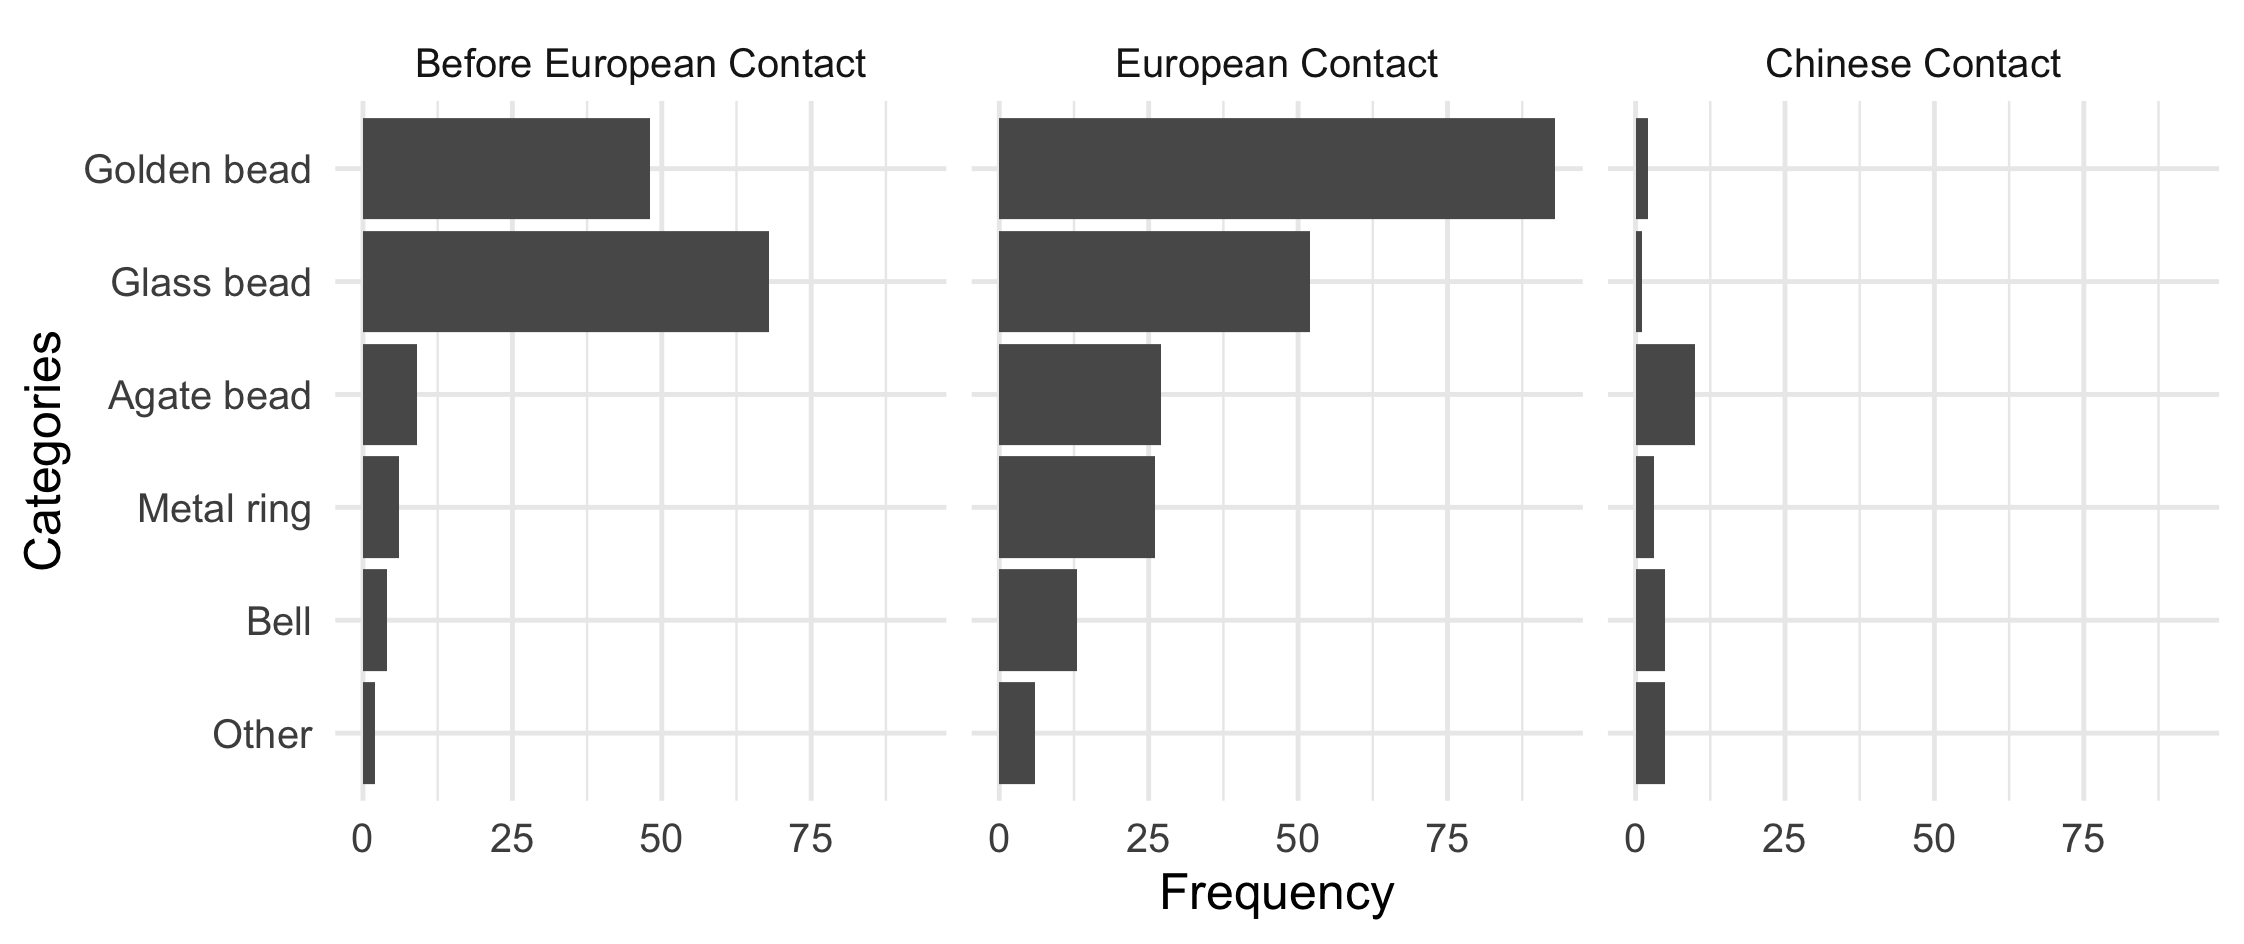 Before European Contact
European Contact
Chinese Contact
Categories
Golden bead
Glass bead
Agate bead
Metal ring
Bell
Other
0 25 50 75
0 25 50 75
0 25 50 75
Frequency